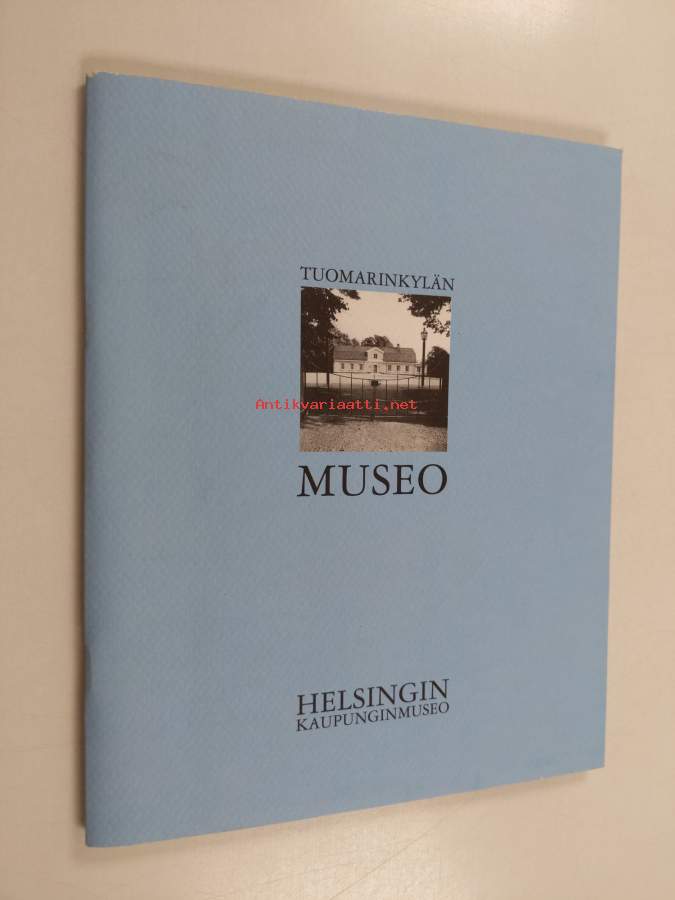 TUOMARINKYLÄN
Antikvariaatti.net
MUSEO
HELSINGIN
KAUPUNGINMUSEO